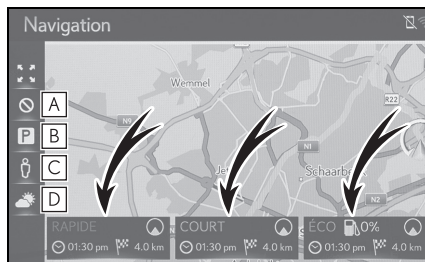 Navigation
Wemmel
A
R22
B
P
N9
C
N1
Schaarb
D
N2
RAPIDE
COURT
ÉCO 0%
01:30 pm 4.0 km
01:30 pm 4.0 km
01:30 pm 4.0 km